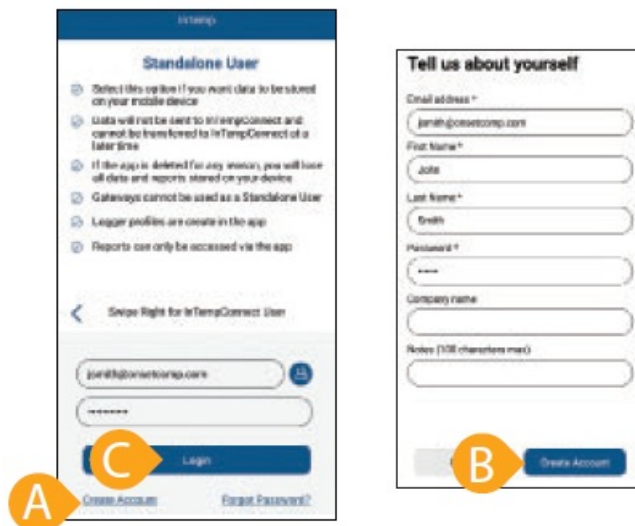 InTemp
Standalone User
Select this option if you want data to be stored
on your mobile device
Data will not be sent to InTempConnect and
cannot be transferred to InTempConnect at a
later time
If the app is deleted for any reason, you will lose
all data and reports stored on your device
Gateways cannot be used as a Standalone User
Logger profiles are create in the app
Reports can only be accessed via the app
Swipe Right for InTempConnect User
jsmith@onsetcomp.com
Login
Create Account
Forgot Password?
A
C
Tell us about yourself
Email address *
jsmith@onsetcomp.com
First Name *
John
Last Name *
Smith
Password *
Company name
Notes (100 characters max)
Create Account
B